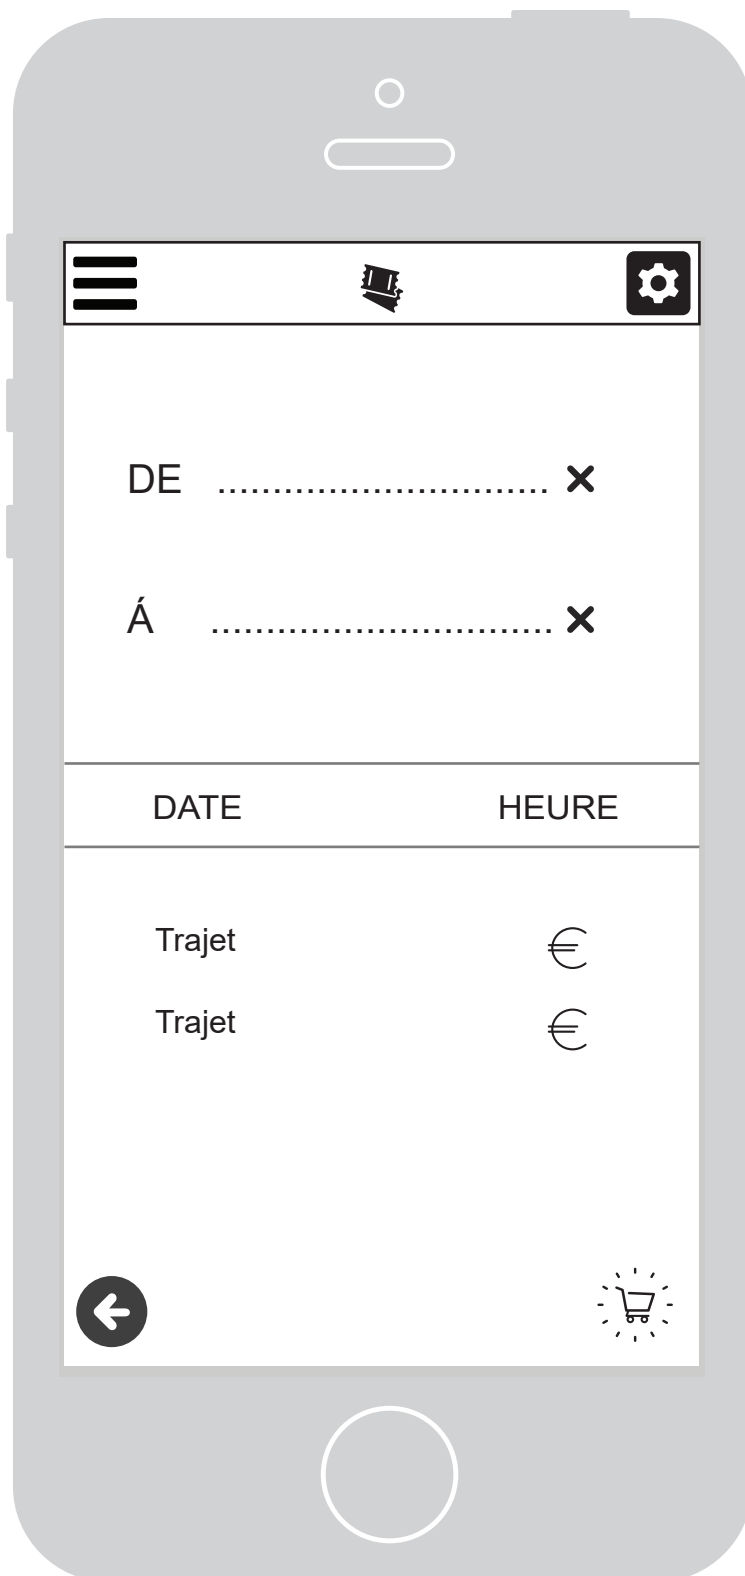 DE .............................. ×
Á ............................... ×
DATE HEURE
Trajet €
Trajet €